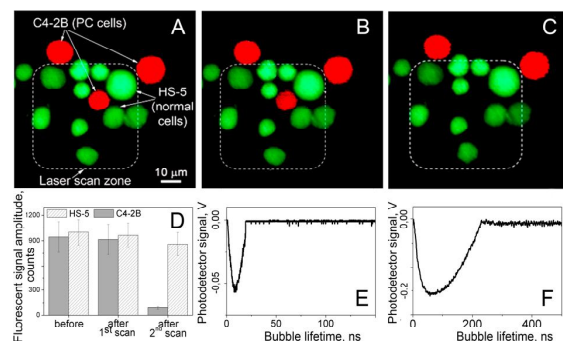 C4-2B (PC cells)
A
B
C
HS-5
(normal
cells)
Laser scan zone
10 μm
Fluorescent signal amplitude,
counts
1200
900
600
300
0
HS-5
C4-2B
D
before
after
1st scan
after
2nd scan
Photodetector signal, V
0,00
-0,05
0
50
100
E
Bubble lifetime, ns
Photodetector signal, V
0,00
-0,2
0
200
400
F
Bubble lifetime, ns